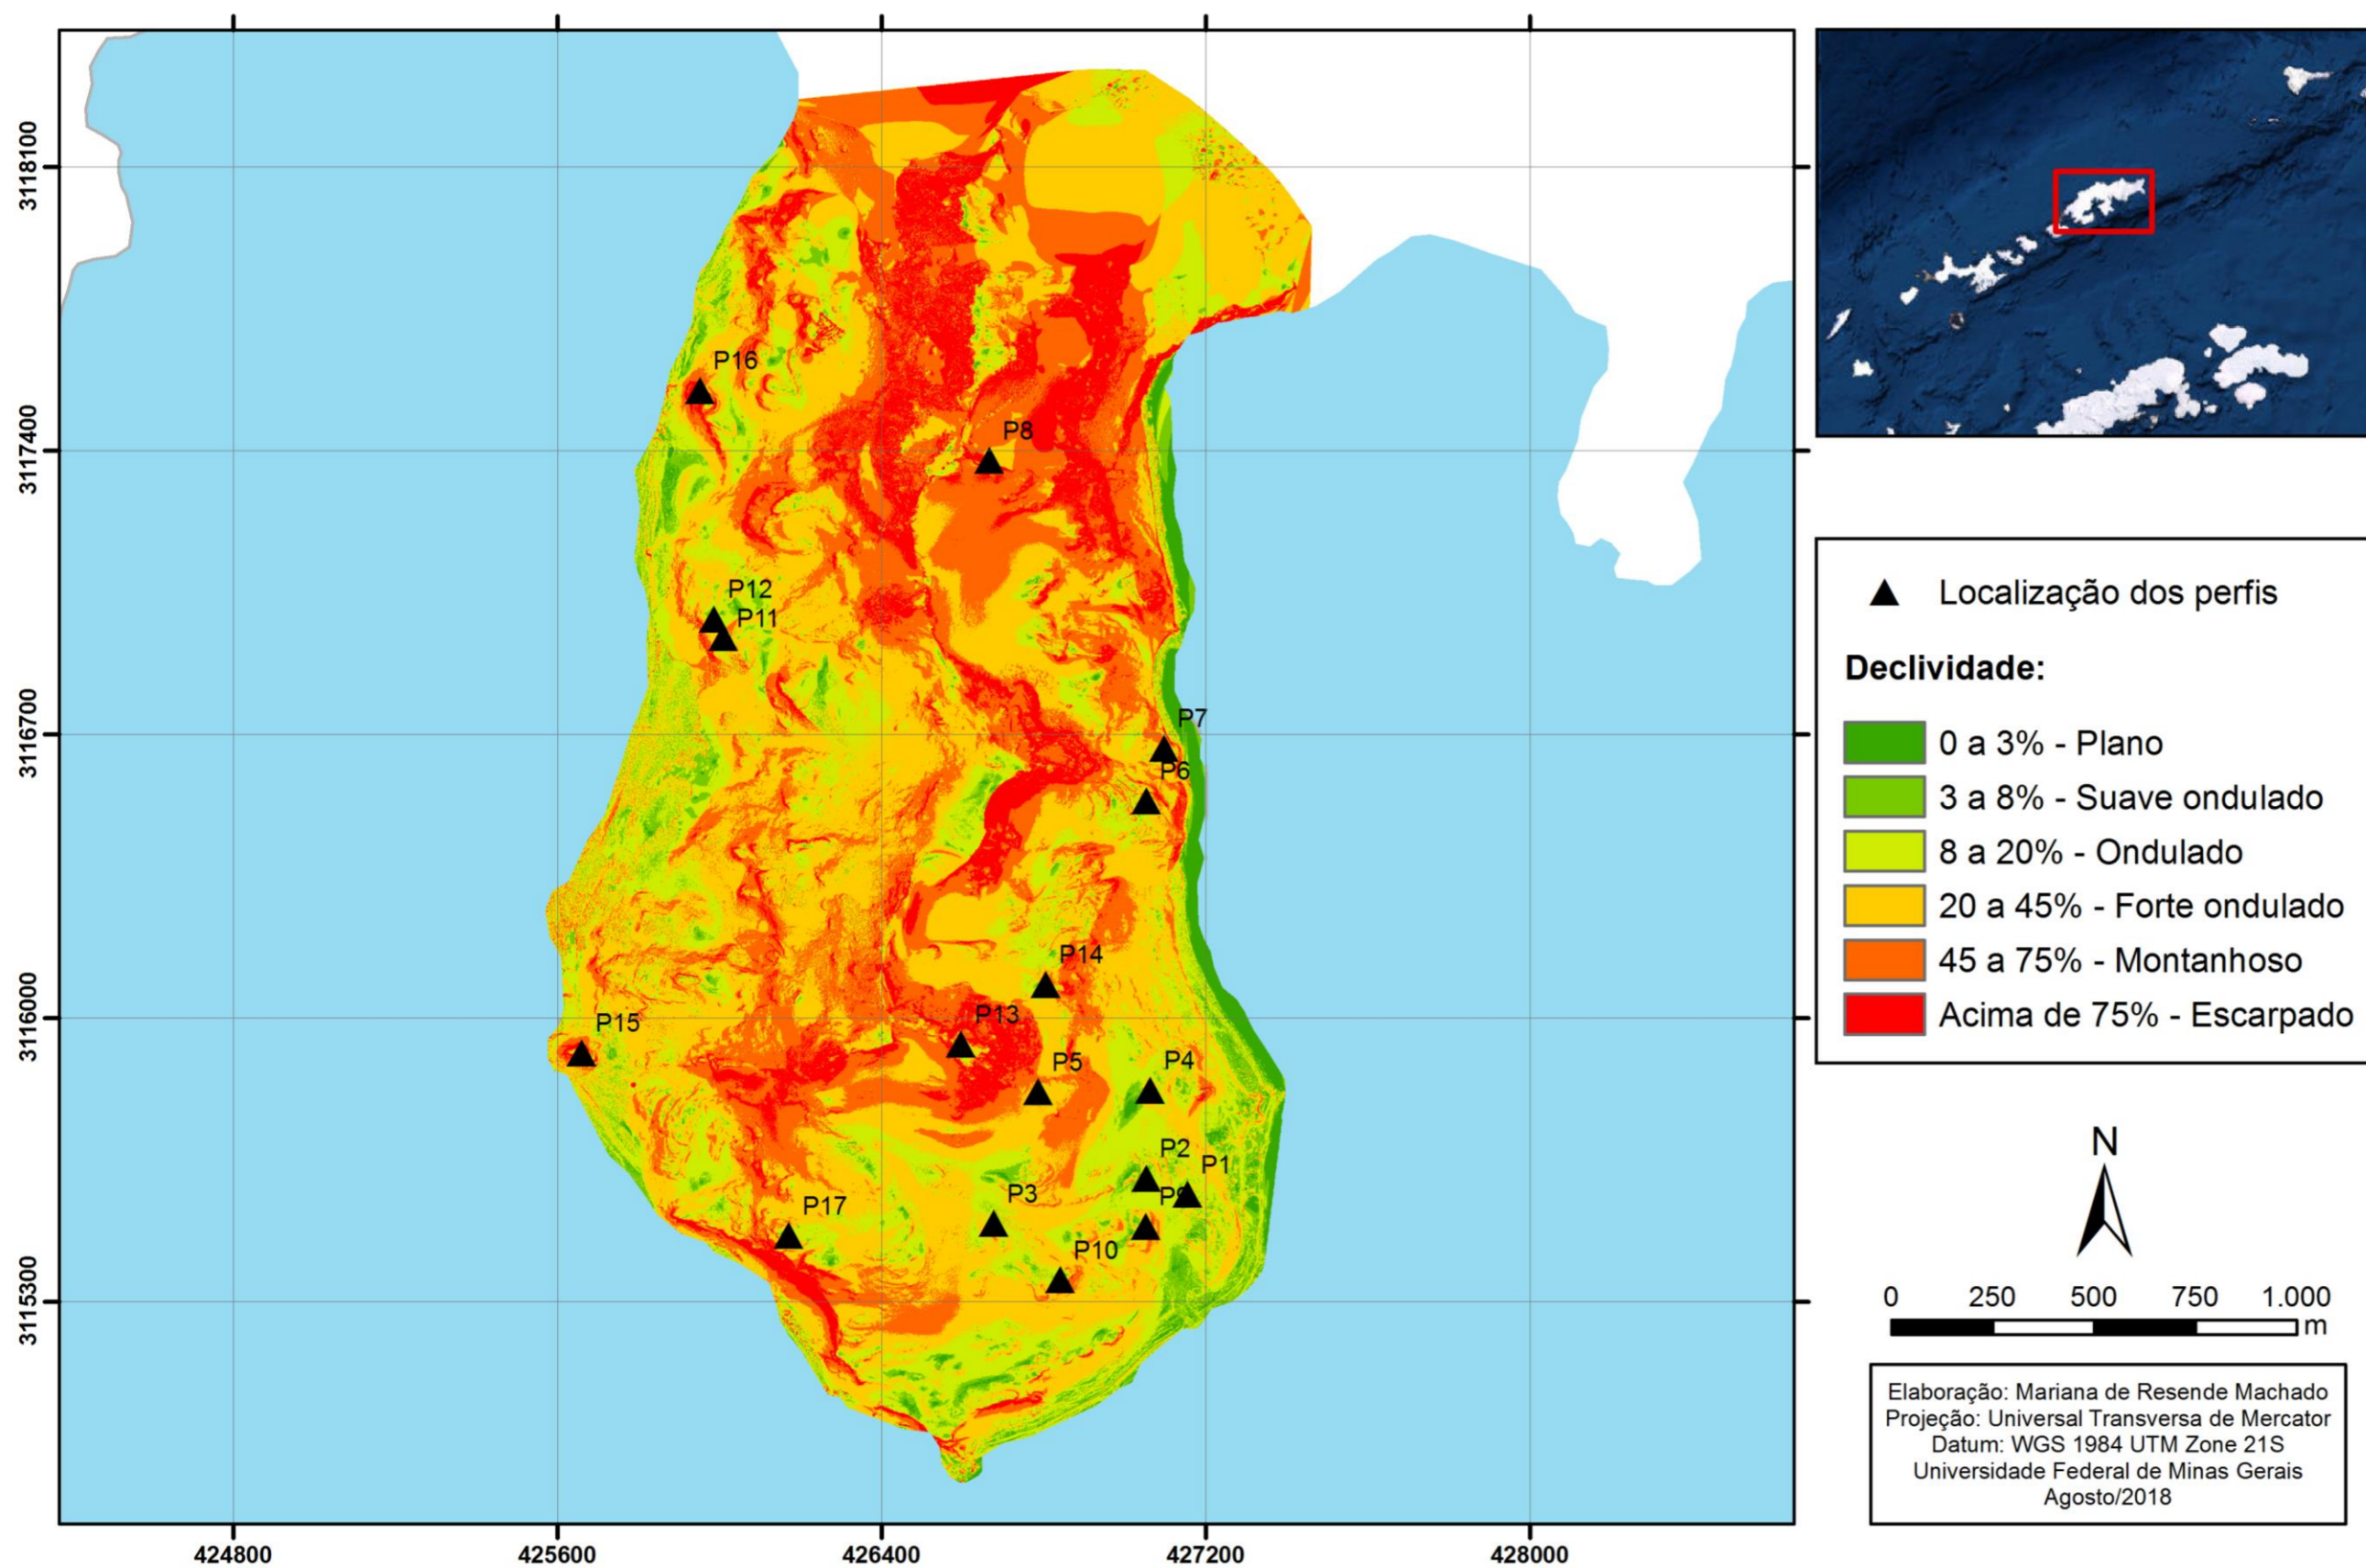 3118100
3117400
3116700
3116000
3115300
424800
425600
426400
427200
428000
P16
P8
P12
P11
P7
P6
P14
P13
P15
P5
P4
P2
P1
P3
P9
P17
P10
Localização dos perfis
Declividade:
0 a 3% - Plano
3 a 8% - Suave ondulado
8 a 20% - Ondulado
20 a 45% - Forte ondulado
45 a 75% - Montanhoso
Acima de 75% - Escarpado
N
0 250 500 750 1.000
m
Elaboração: Mariana de Resende Machado
Projeção: Universal Transversa de Mercator
Datum: WGS 1984 UTM Zone 21S
Universidade Federal de Minas Gerais
Agosto/2018